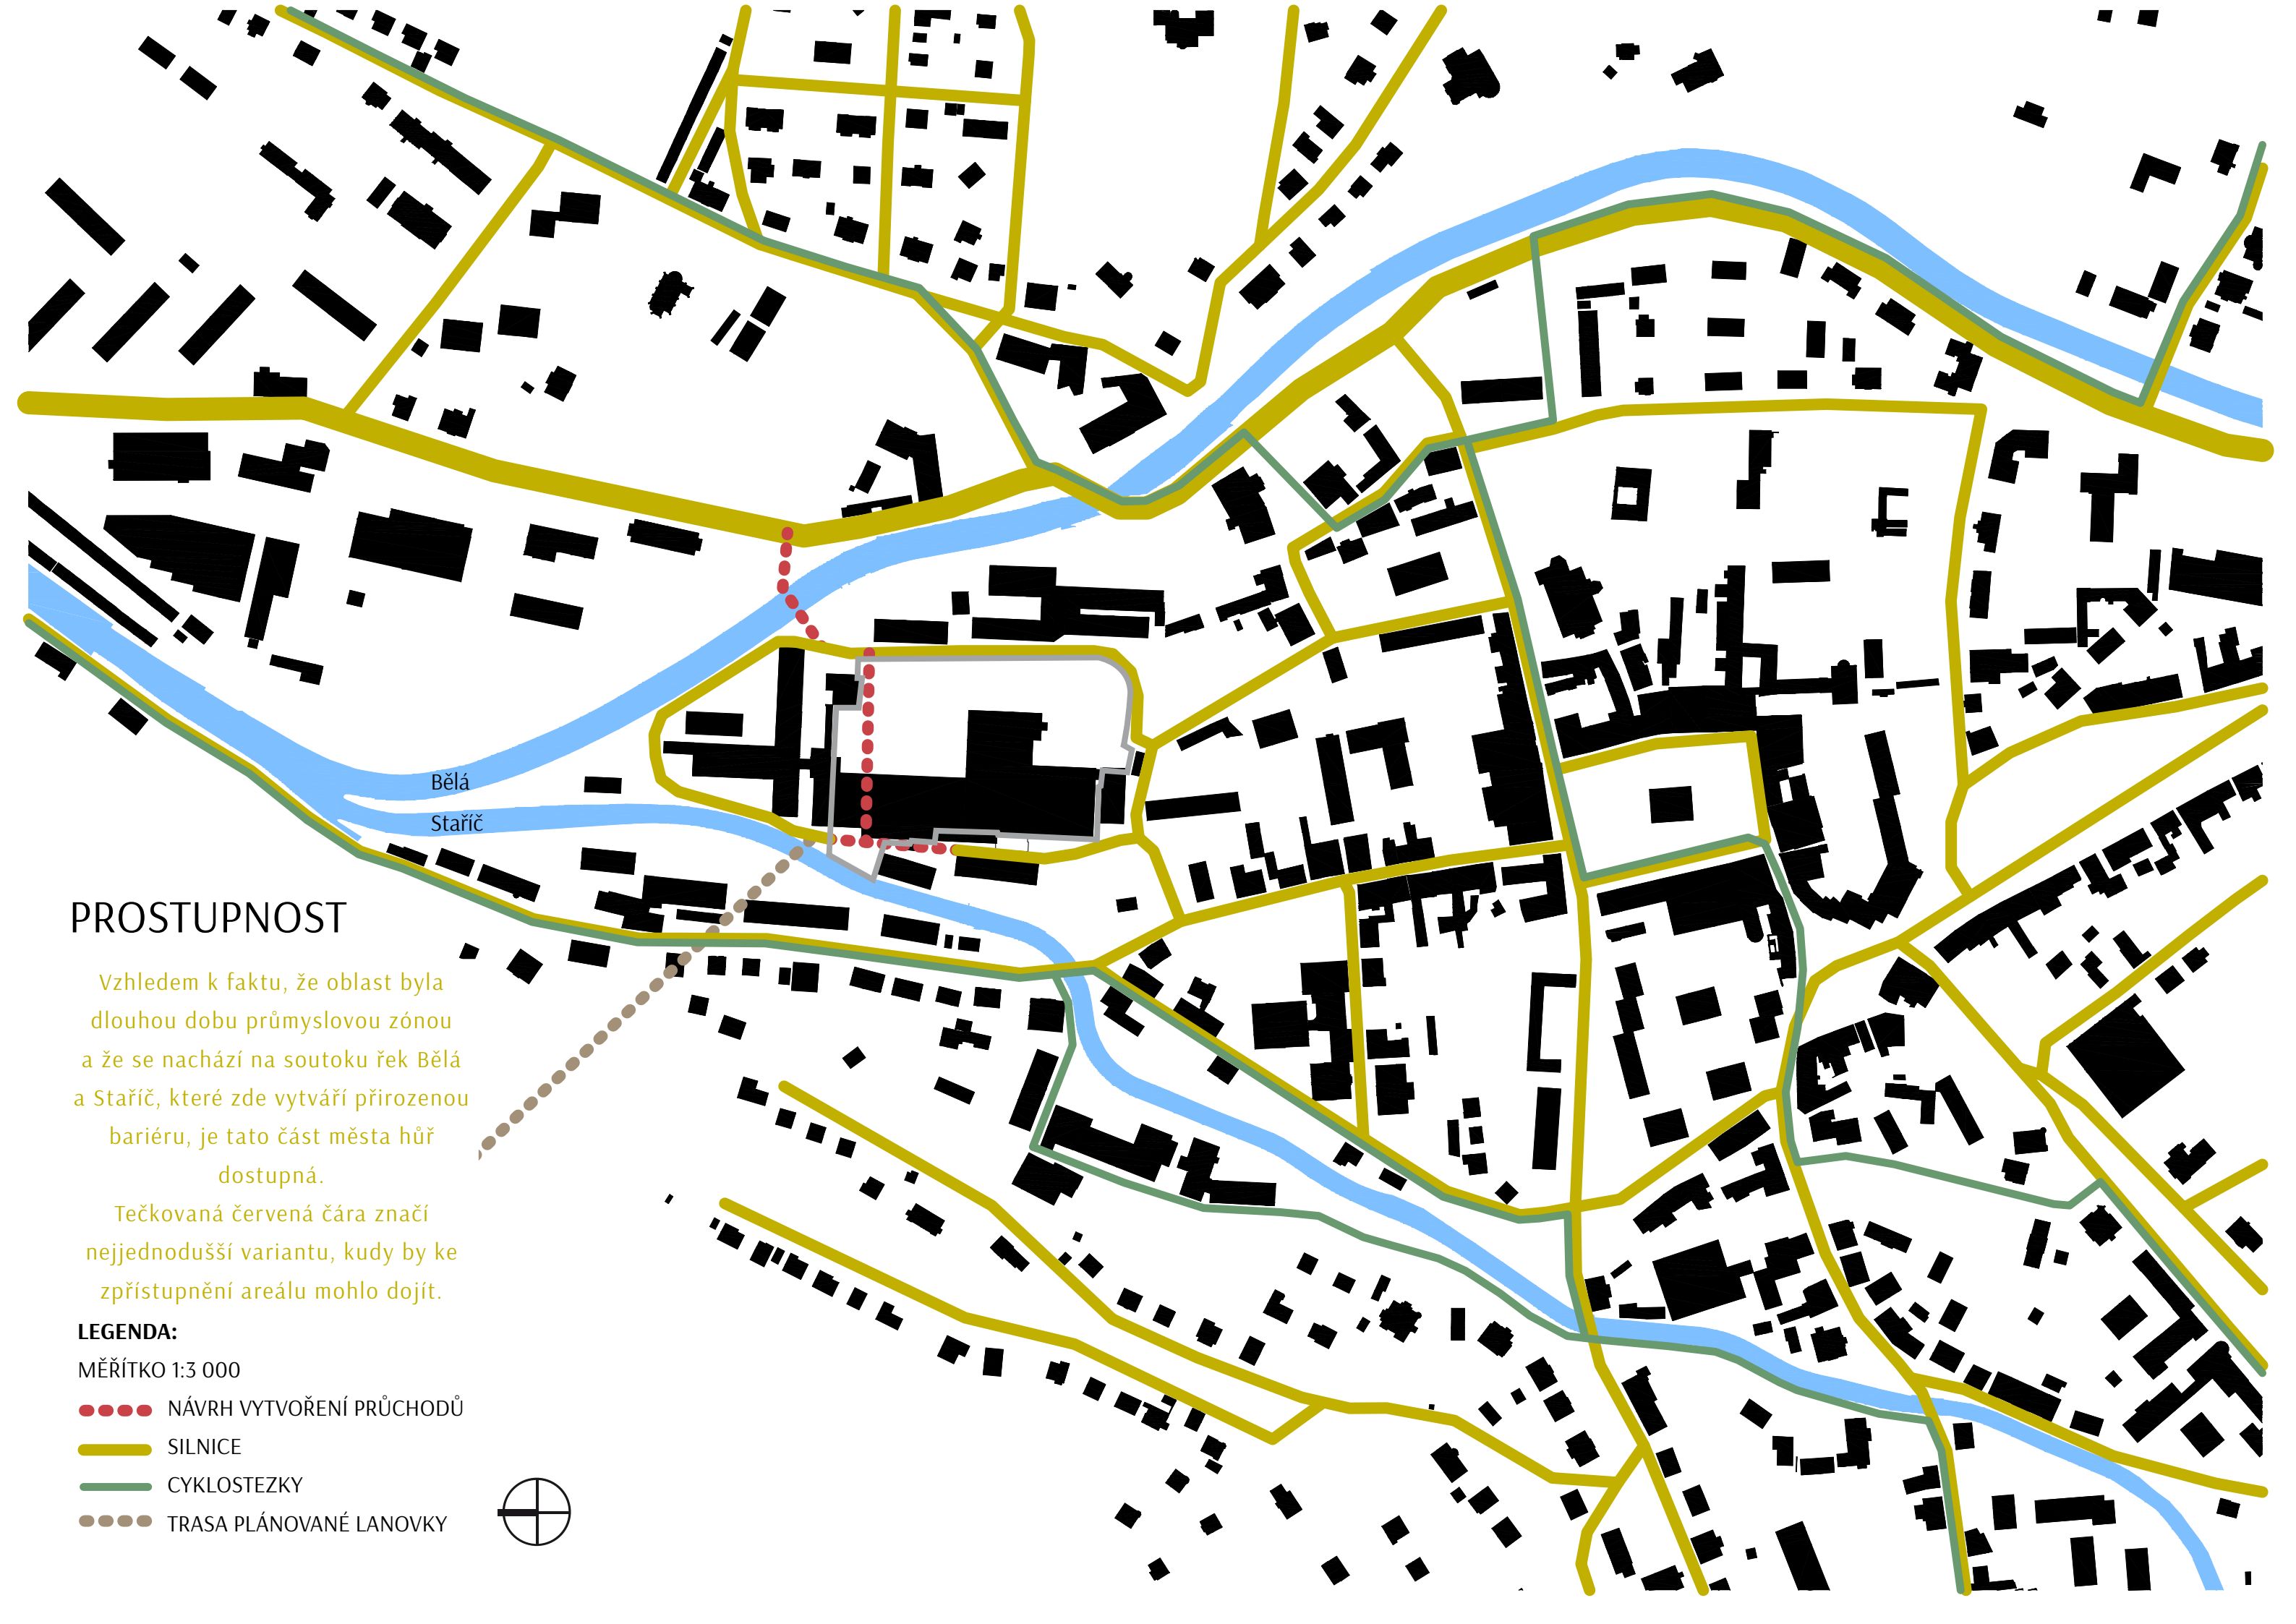 Bělá
Staříč
PROSTUPNOST
Vzhledem k faktu, že oblast byla
dlouhou dobu průmyslovou zónou
a že se nachází na soutoku řek Bělá
a Staříč, které zde vytváří přirozenou
bariéru, je tato část města hůř
dostupná.
Tečkovaná červená čára značí
nejjednodušší variantu, kudy by ke
zpřístupnění areálu mohlo dojít.
LEGENDA:
MĚŘÍTKO 1:3 000
NÁVRH VYTVOŘENÍ PRŮCHODŮ
SILNICE
CYKLOSTEZKY
TRASA PLÁNOVANÉ LANOVKY